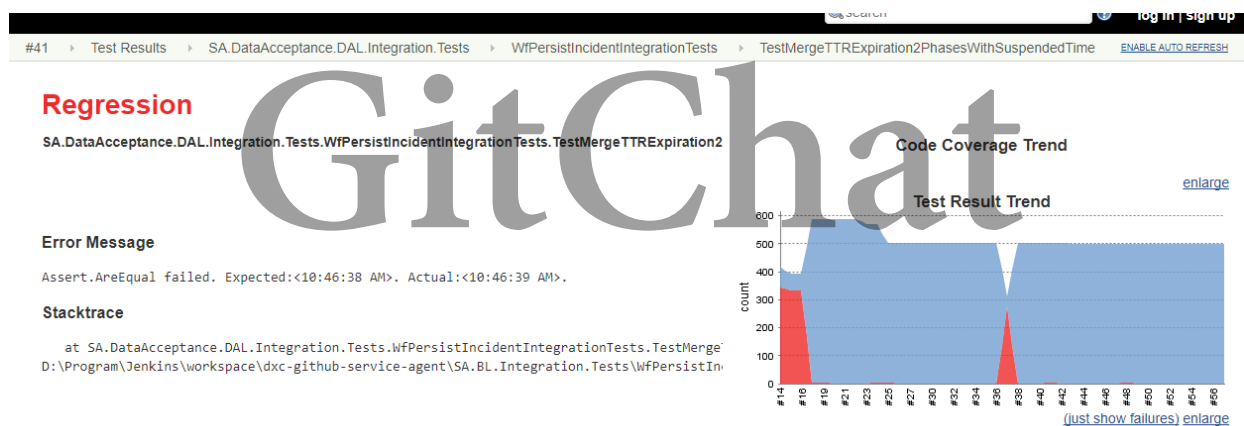 search
log in | sign up
#41 Test Results SA.DataAcceptance.DAL.Integration.Tests WfPersistIncidentIntegrationTests TestMergeTTRExpiration2PhasesWithSuspendedTime ENABLE AUTO REFRESH
GitChat
Regression
SA.DataAcceptance.DAL.Integration.Tests.WfPersistIncidentIntegrationTests.TestMergeTTRExpiration2
Code Coverage Trend
enlarge
Test Result Trend
Error Message
Assert.AreEqual failed. Expected:<10:46:38 AM>. Actual:<10:46:39 AM>.
Stacktrace
at SA.DataAcceptance.DAL.Integration.Tests.WfPersistIncidentIntegrationTests.TestMerge
D:\Program\Jenkins\workspace\dxc-github-service-agent\SA.BL.Integration.Tests\WfPersistIn
600
500
400
300
200
100
0
count
#14 #16 #19 #21 #23 #25 #27 #30 #32 #34 #36 #38 #40 #42 #44 #46 #48 #50 #52 #54 #56
(just show failures) enlarge